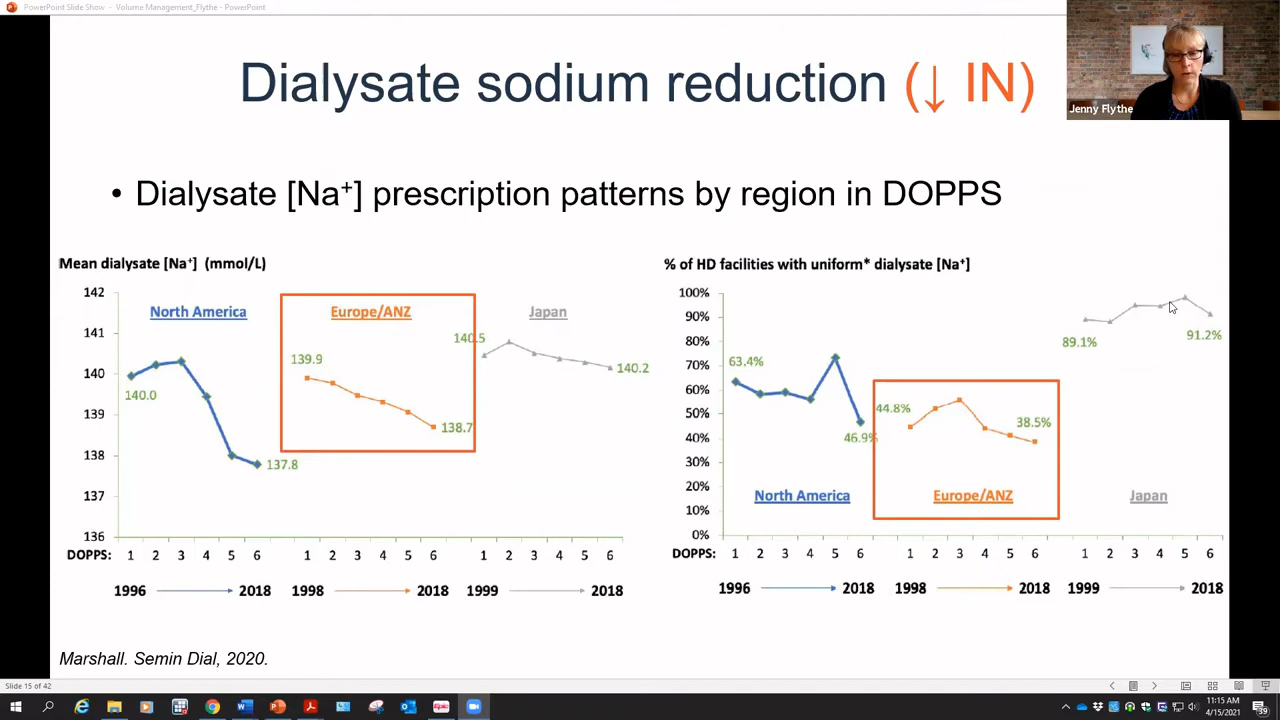 PowerPoint Slide Show - Volume Management_Flythe - PowerPoint
Dialysate sodium reduction (↓ IN)
Jenny Flythe
• Dialysate [Na⁺] prescription patterns by region in DOPPS
Mean dialysate [Na⁺] (mmol/L)
142
141
140
139
138
137
136
North America
Europe/ANZ
Japan
140.0
137.8
139.9
138.7
140.5
140.2
DOPPS: 1 2 3 4 5 6 1 2 3 4 5 6 1 2 3 4 5 6
1996 2018 1998 2018 1999 2018
% of HD facilities with uniform* dialysate [Na⁺]
100%
90%
80%
70%
60%
50%
40%
30%
20%
10%
0%
63.4%
46.9%
44.8%
38.5%
89.1%
91.2%
North America
Europe/ANZ
Japan
DOPPS: 1 2 3 4 5 6 1 2 3 4 5 6 1 2 3 4 5 6
1996 2018 1998 2018 1999 2018
Marshall. Semin Dial, 2020.
Slide 15 of 42
11:15 AM
4/15/2021